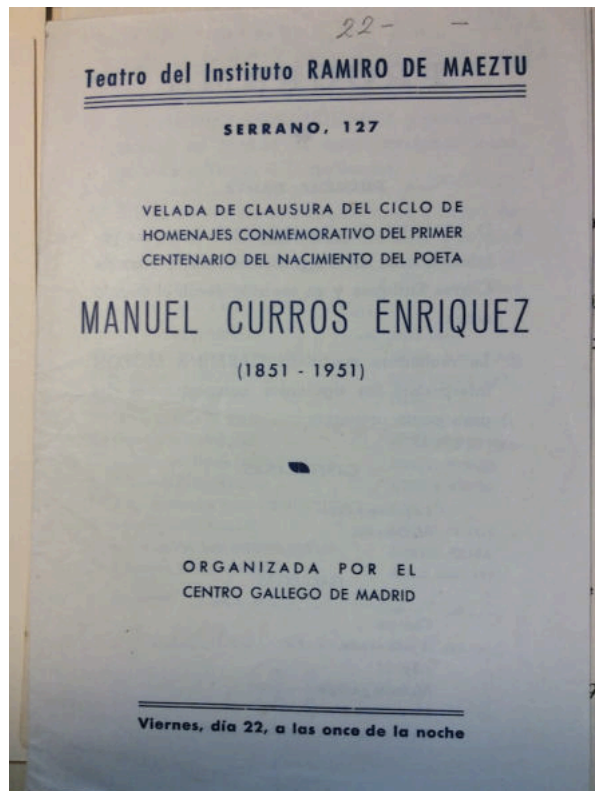 22-    -
Teatro del Instituto RAMIRO DE MAEZTU
SERRANO, 127
VELADA DE CLAUSURA DEL CICLO DE
HOMENAJES CONMEMORATIVO DEL PRIMER
CENTENARIO DEL NACIMIENTO DEL POETA
MANUEL CURROS ENRIQUEZ
(1851 - 1951)
ORGANIZADA POR EL
CENTRO GALLEGO DE MADRID
Viernes, día 22, a las once de la noche